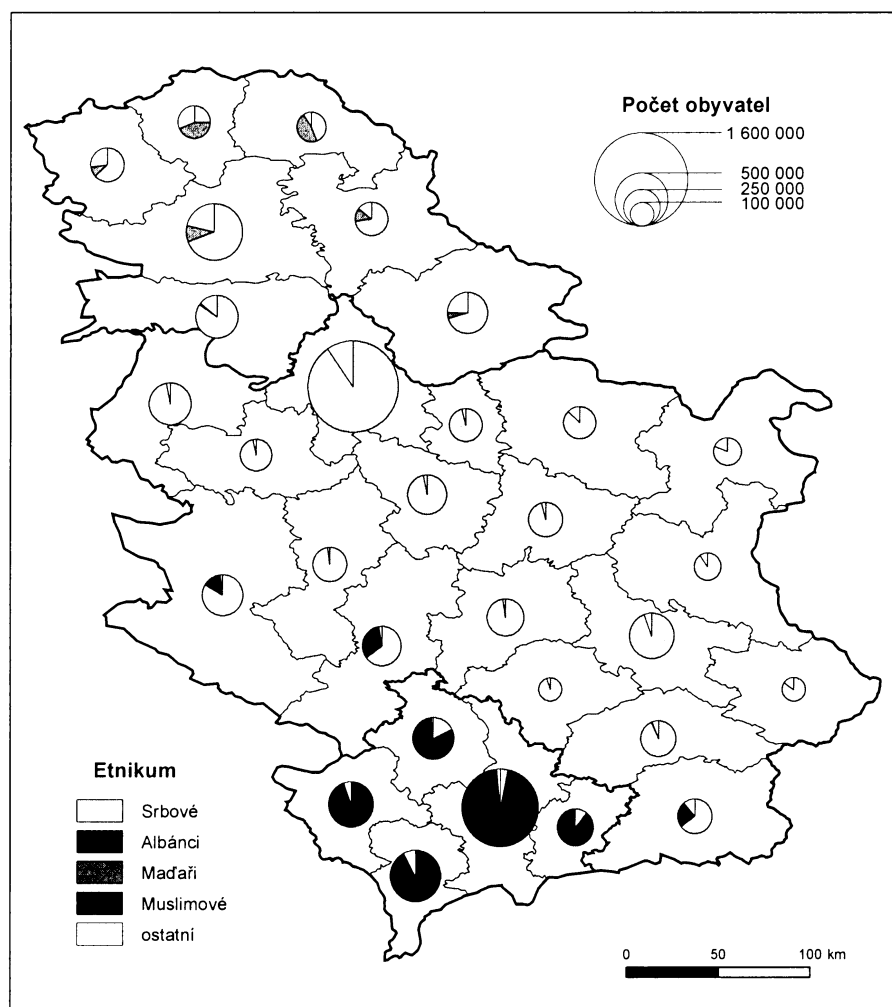 Počet obyvatel
1 600 000
500 000
250 000
100 000
Etnikum
Srbové
Albánci
Maďaři
Muslimové
ostatní
0 50 100 km